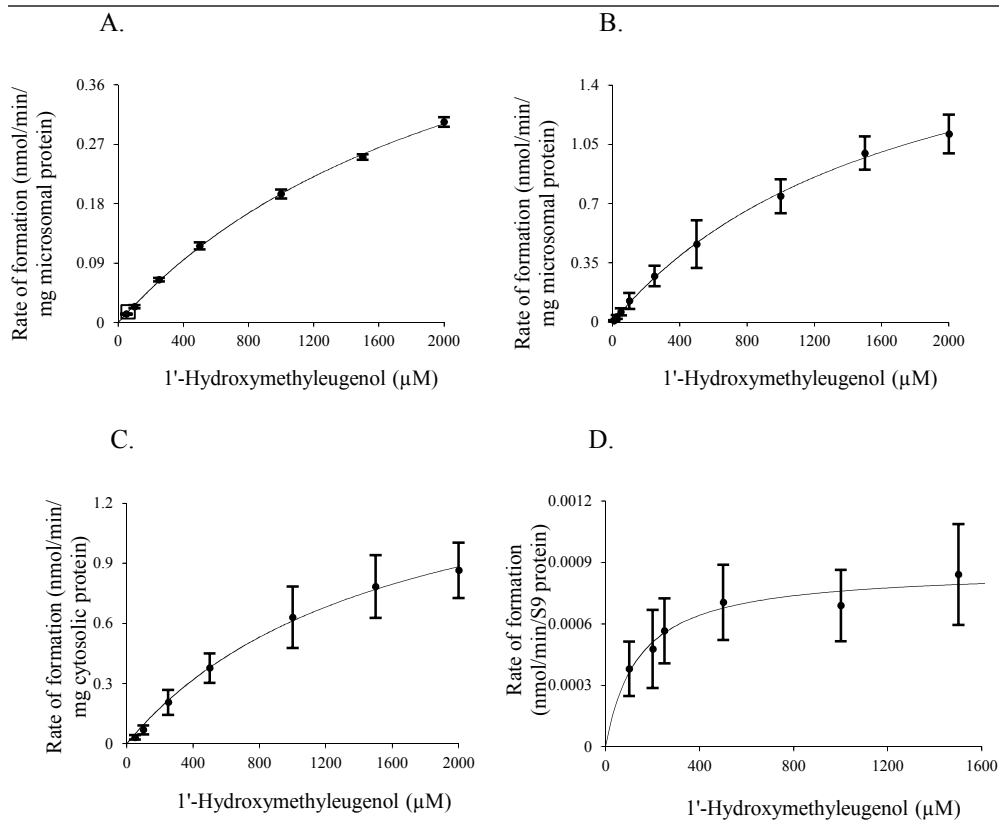 A.
B.
Rate of formation (nmol/min/
mg microsomal protein)
0.36
0.27
0.18
0.09
0
0 400 800 1200 1600 2000
1'-Hydroxymethyleugenol (µM)
Rate of formation (nmol/min/
mg microsomal protein)
1.4
1.05
0.7
0.35
0
0 400 800 1200 1600 2000
1'-Hydroxymethyleugenol (µM)
C.
D.
Rate of formation (nmol/min/
mg cytosolic protein)
1.2
0.9
0.6
0.3
0
0 400 800 1200 1600 2000
1'-Hydroxymethyleugenol (µM)
Rate of formation
(nmol/min/S9 protein)
0.0012
0.0009
0.0006
0.0003
0
0 400 800 1200 1600
1'-Hydroxymethyleugenol (µM)